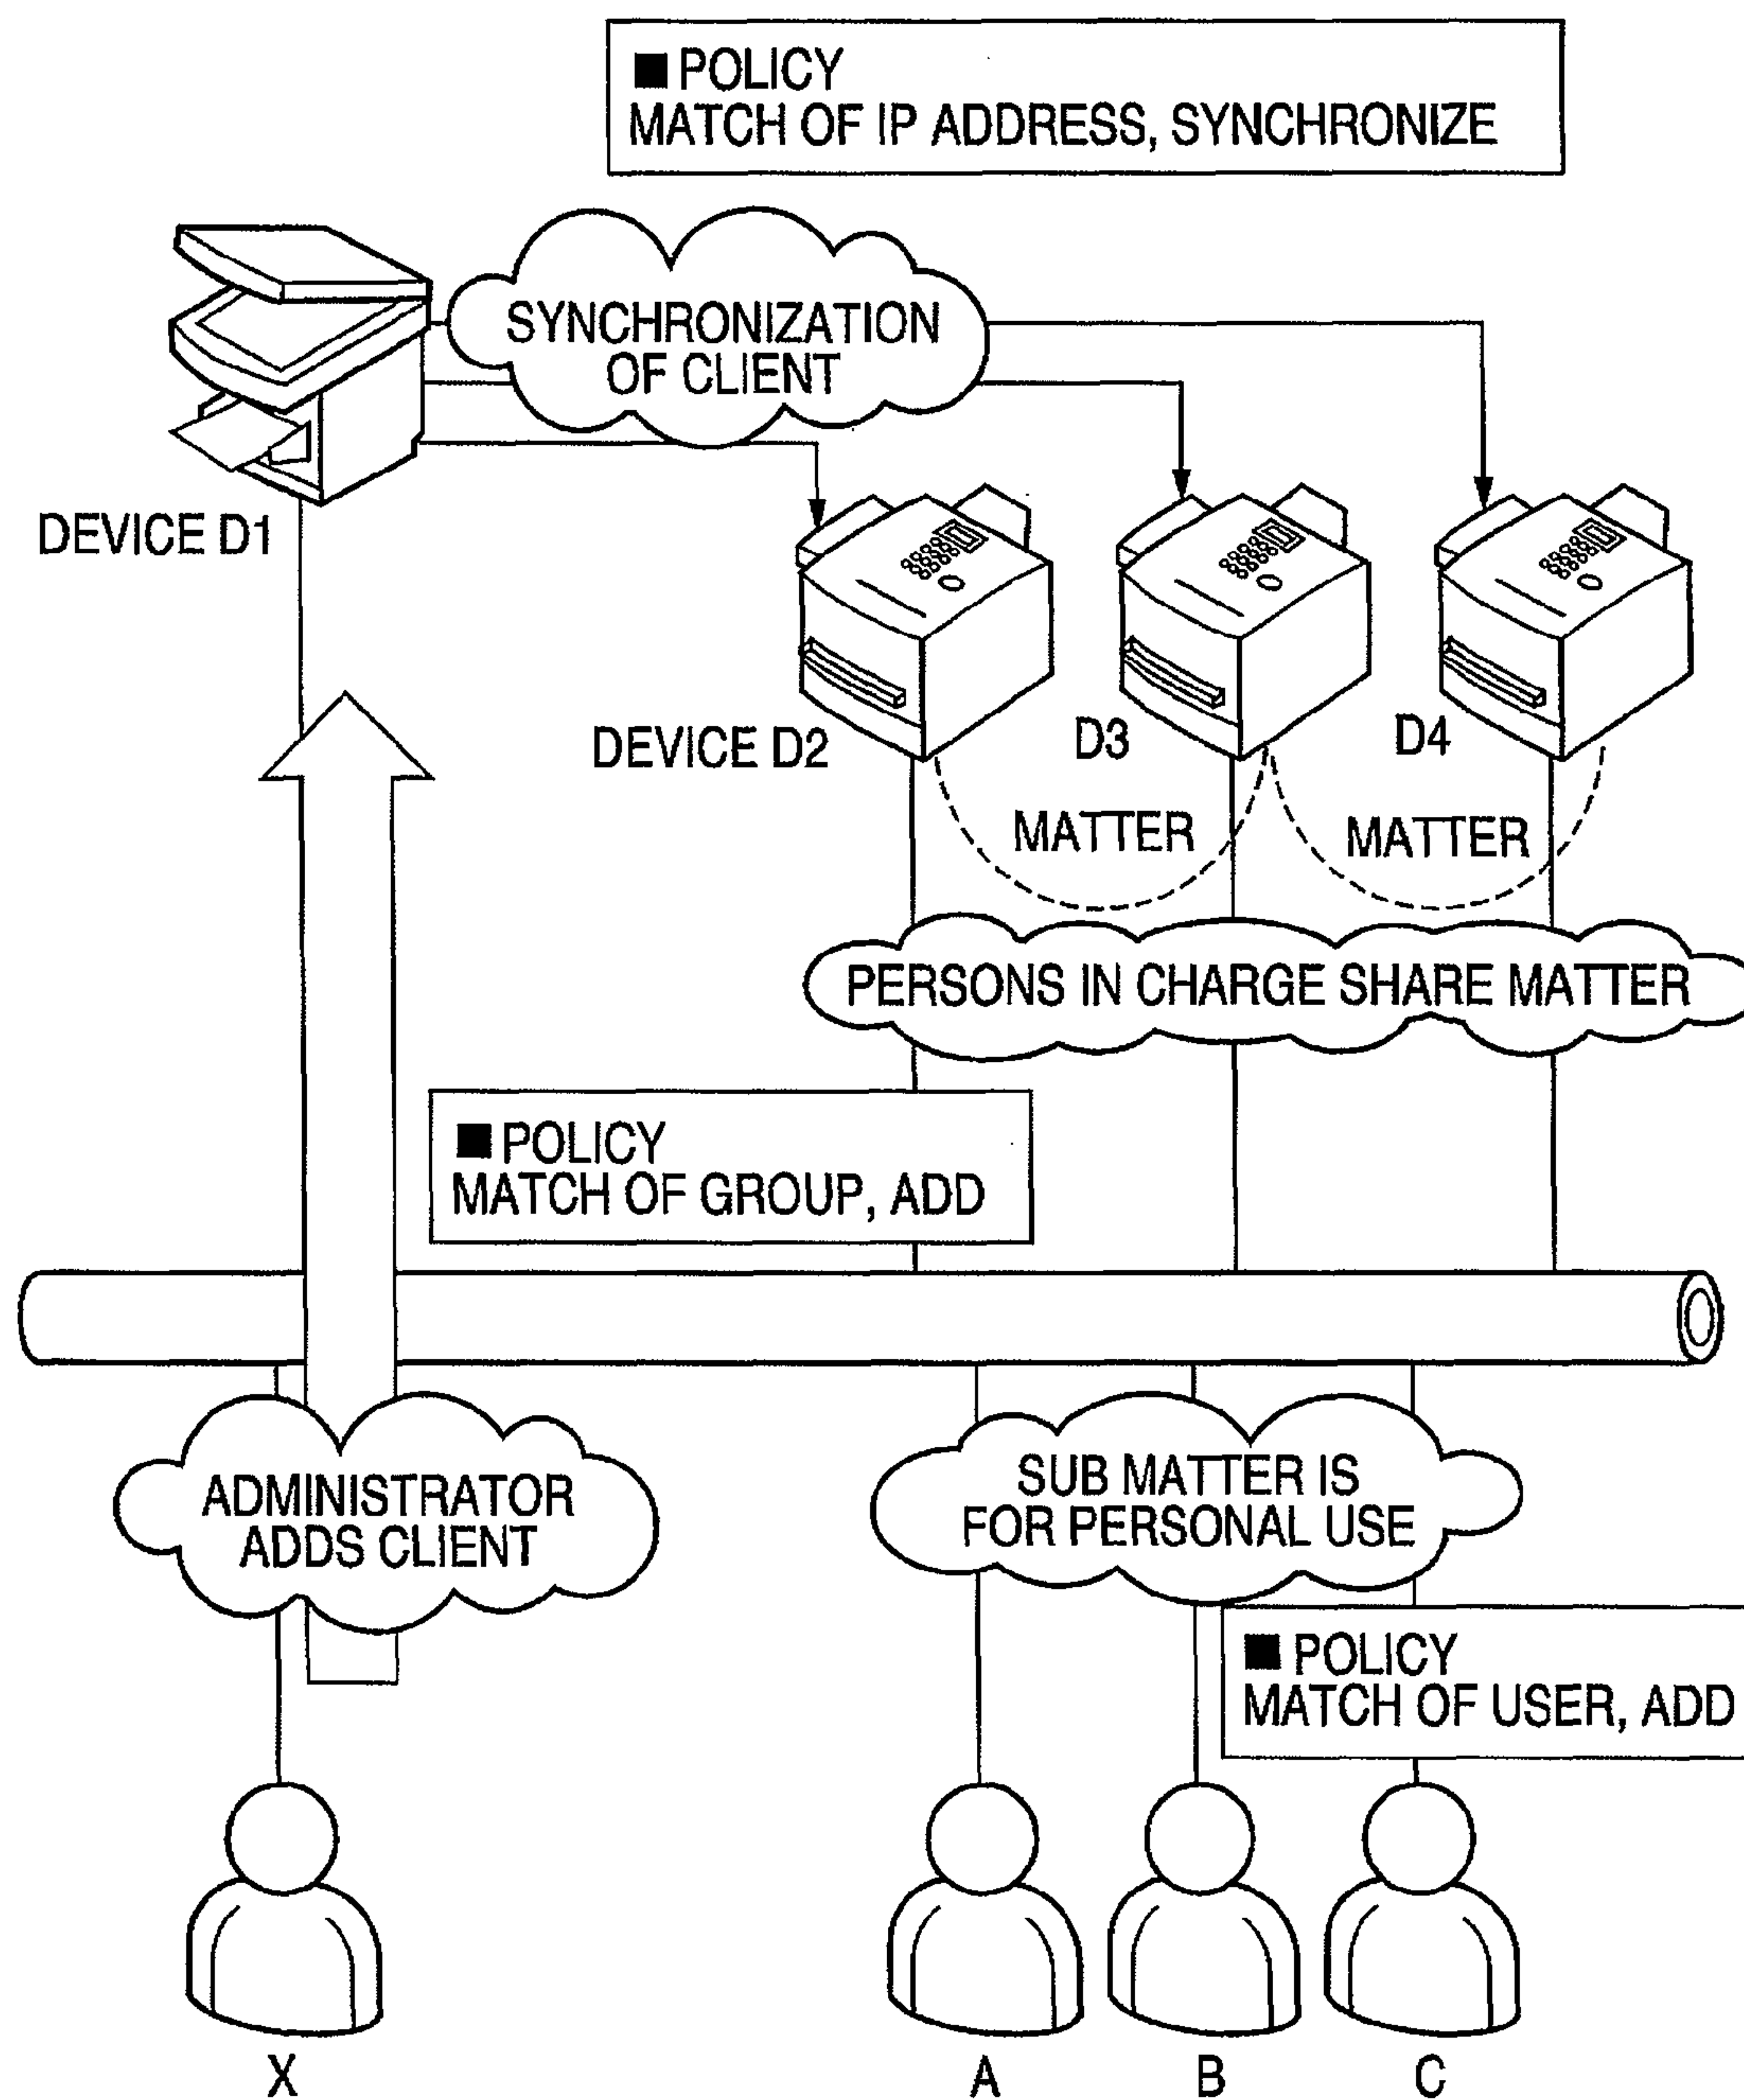 ■ POLICY
MATCH OF IP ADDRESS, SYNCHRONIZE
SYNCHRONIZATION
OF CLIENT
DEVICE D1
DEVICE D2
D3
D4
MATTER
MATTER
PERSONS IN CHARGE SHARE MATTER
■ POLICY
MATCH OF GROUP, ADD
ADMINISTRATOR
ADDS CLIENT
SUB MATTER IS
FOR PERSONAL USE
■ POLICY
MATCH OF USER, ADD
X
A
B
C